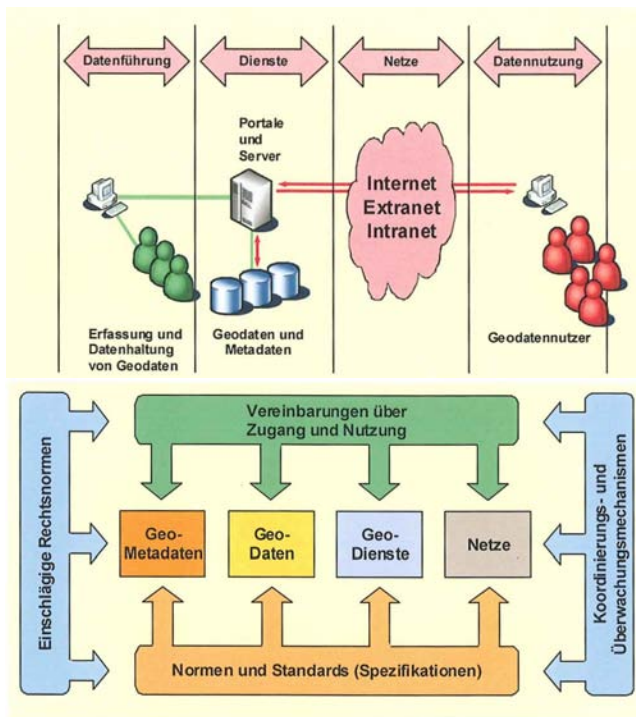 Datenführung
Dienste
Netze
Datennutzung
Portale
und
Server
Internet
Extranet
Intranet
Erfassung und
Datenhaltung
von Geodaten
Geodaten und
Metadaten
Geodatennutzer
Vereinbarungen über
Zugang und Nutzung
Einschlägige Rechtsnormen
Geo-
Metadaten
Geo-
Daten
Geo-
Dienste
Netze
Koordinierungs- und
Überwachungsmechanismen
Normen und Standards (Spezifikationen)